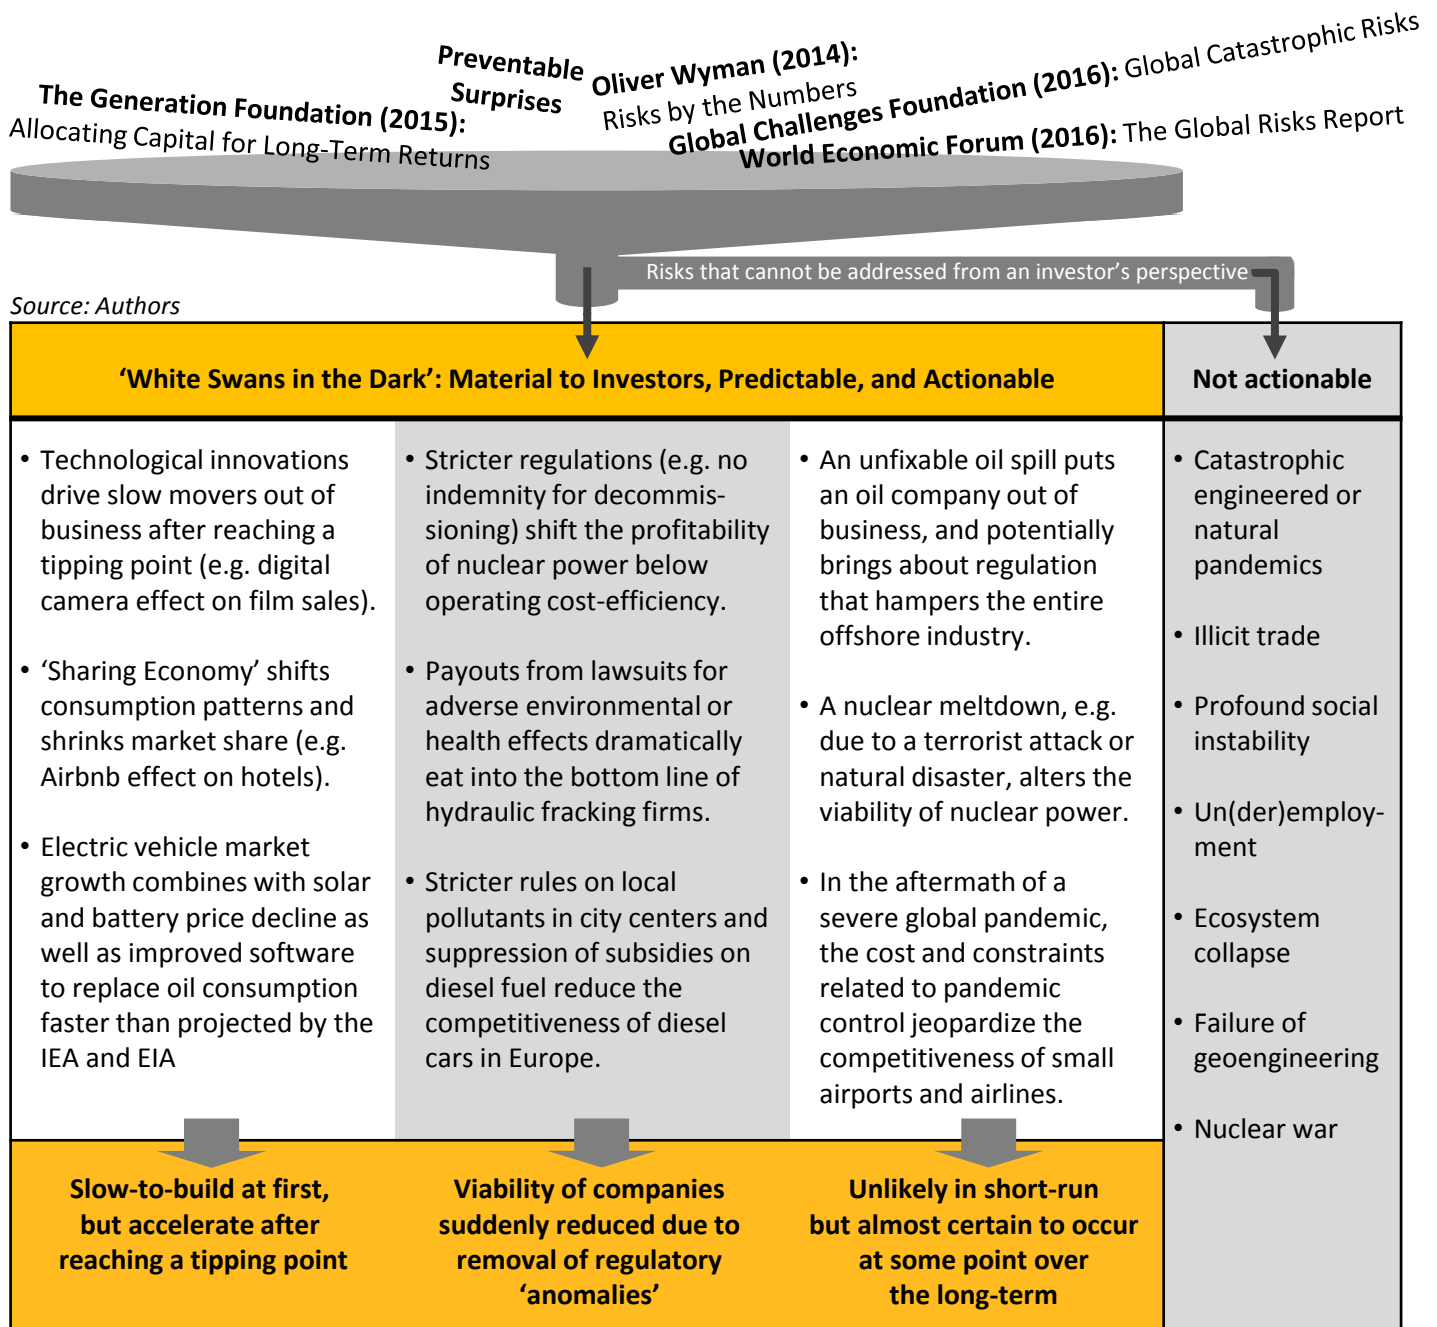 The Generation Foundation (2015):
Allocating Capital for Long-Term Returns
Preventable
Surprises
Oliver Wyman (2014):
Risks by the Numbers
Global Challenges Foundation (2016): Global Catastrophic Risks
World Economic Forum (2016): The Global Risks Report
Risks that cannot be addressed from an investor's perspective
Source: Authors
‘White Swans in the Dark’: Material to Investors, Predictable, and Actionable
Not actionable
• Technological innovations
drive slow movers out of
business after reaching a
tipping point (e.g. digital
camera effect on film sales).
• ‘Sharing Economy’ shifts
consumption patterns and
shrinks market share (e.g.
Airbnb effect on hotels).
• Electric vehicle market
growth combines with solar
and battery price decline as
well as improved software
to replace oil consumption
faster than projected by the
IEA and EIA
• Stricter regulations (e.g. no
indemnity for decommis-
sioning) shift the profitability
of nuclear power below
operating cost-efficiency.
• Payouts from lawsuits for
adverse environmental or
health effects dramatically
eat into the bottom line of
hydraulic fracking firms.
• Stricter rules on local
pollutants in city centers and
suppression of subsidies on
diesel fuel reduce the
competitiveness of diesel
cars in Europe.
• An unfixable oil spill puts
an oil company out of
business, and potentially
brings about regulation
that hampers the entire
offshore industry.
• A nuclear meltdown, e.g.
due to a terrorist attack or
natural disaster, alters the
viability of nuclear power.
• In the aftermath of a
severe global pandemic,
the cost and constraints
related to pandemic
control jeopardize the
competitiveness of small
airports and airlines.
• Catastrophic
engineered or
natural
pandemics
• Illicit trade
• Profound social
instability
• Un(der)employ-
ment
• Ecosystem
collapse
• Failure of
geoengineering
• Nuclear war
Slow-to-build at first,
but accelerate after
reaching a tipping point
Viability of companies
suddenly reduced due to
removal of regulatory
‘anomalies’
Unlikely in short-run
but almost certain to occur
at some point over
the long-term